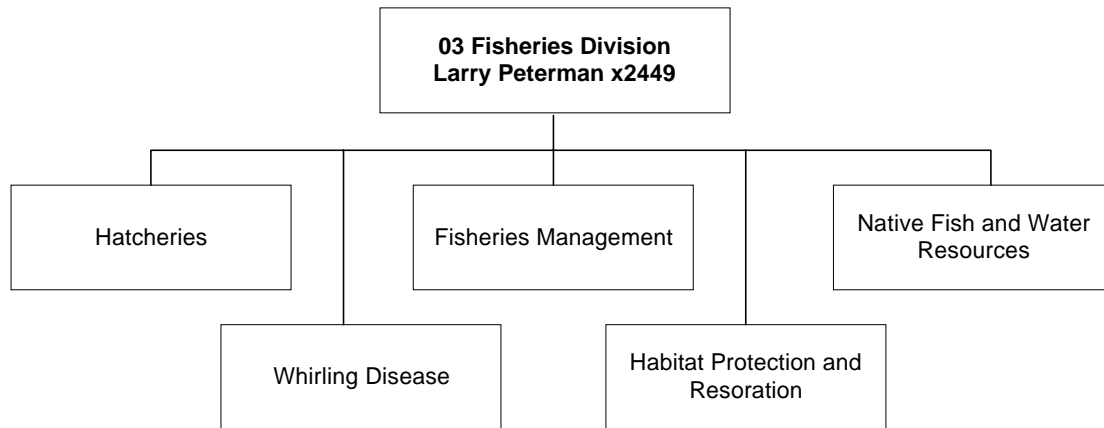 03 Fisheries Division
Larry Peterman x2449
Hatcheries
Fisheries Management
Native Fish and Water
Resources
Whirling Disease
Habitat Protection and
Resoration